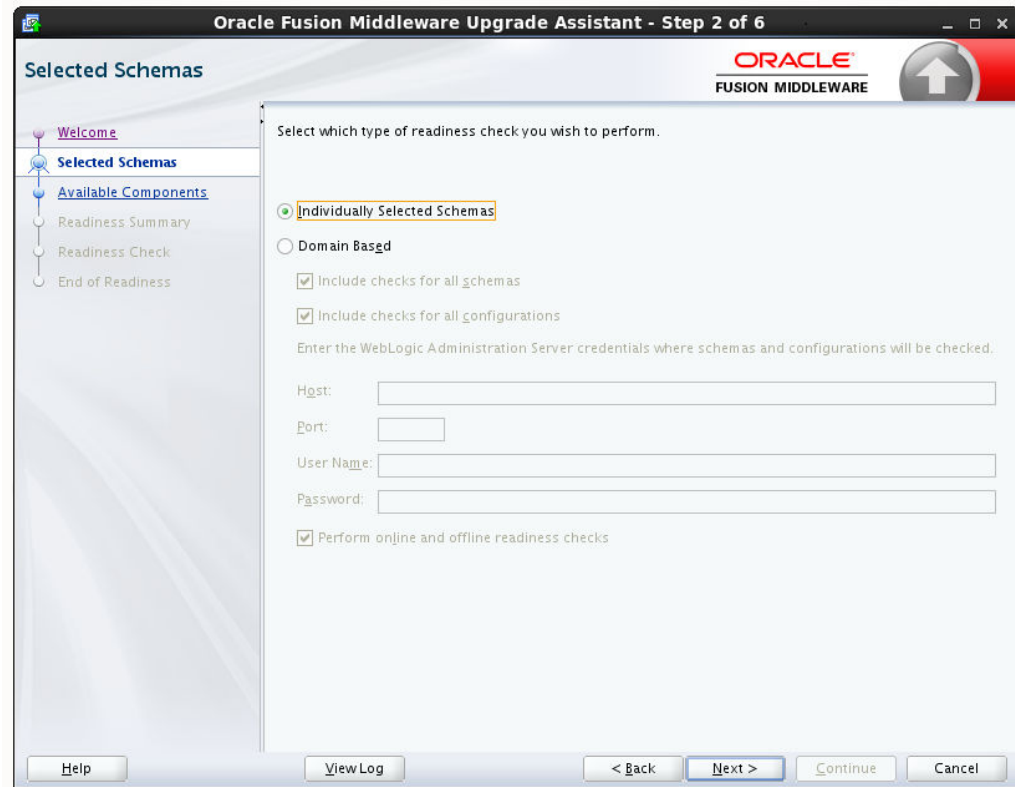 Oracle Fusion Middleware Upgrade Assistant - Step 2 of 6
Selected Schemas
ORACLE
FUSION MIDDLEWARE
Welcome
Selected Schemas
Available Components
Readiness Summary
Readiness Check
End of Readiness
Select which type of readiness check you wish to perform.
Individually Selected Schemas
Domain Based
Include checks for all schemas
Include checks for all configurations
Enter the WebLogic Administration Server credentials where schemas and configurations will be checked.
Host:
Port:
User Name:
Password:
Perform online and offline readiness checks
Help
View Log
< Back
Next >
Continue
Cancel